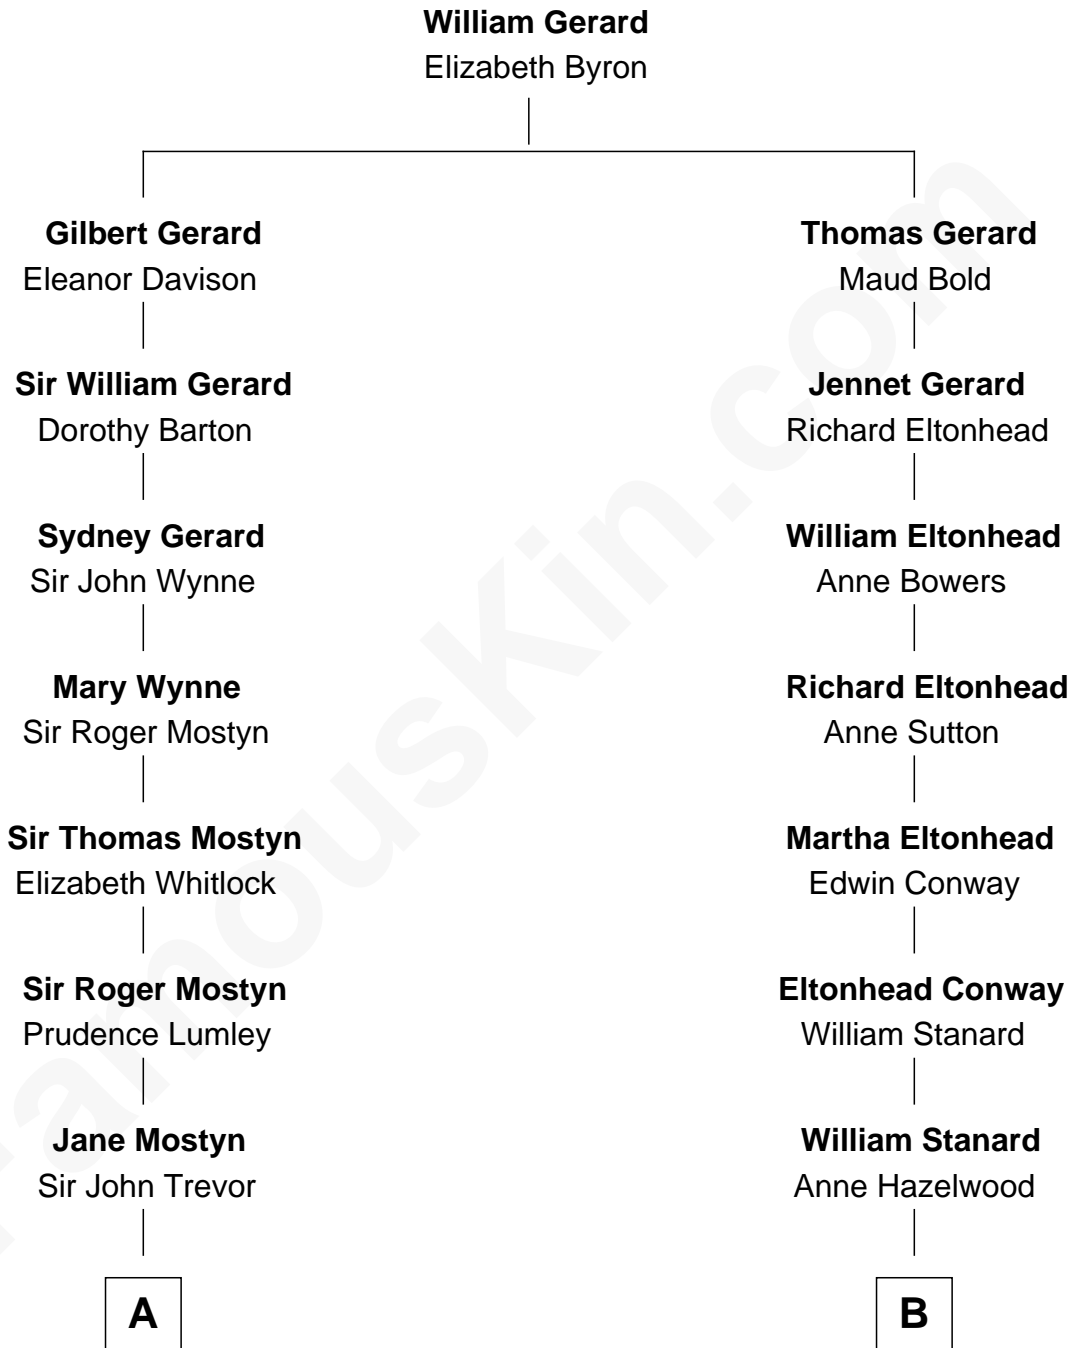 William Gerard
Elizabeth Byron
Gilbert Gerard
Eleanor Davison
Sir William Gerard
Dorothy Barton
Sydney Gerard
Sir John Wynne
Mary Wynne
Sir Roger Mostyn
Sir Thomas Mostyn
Elizabeth Whitlock
Sir Roger Mostyn
Prudence Lumley
Jane Mostyn
Sir John Trevor
A
Thomas Gerard
Maud Bold
Jennet Gerard
Richard Eltonhead
William Eltonhead
Anne Bowers
Richard Eltonhead
Anne Sutton
Martha Eltonhead
Edwin Conway
Eltonhead Conway
William Stanard
William Stanard
Anne Hazelwood
B
FamousKin.com